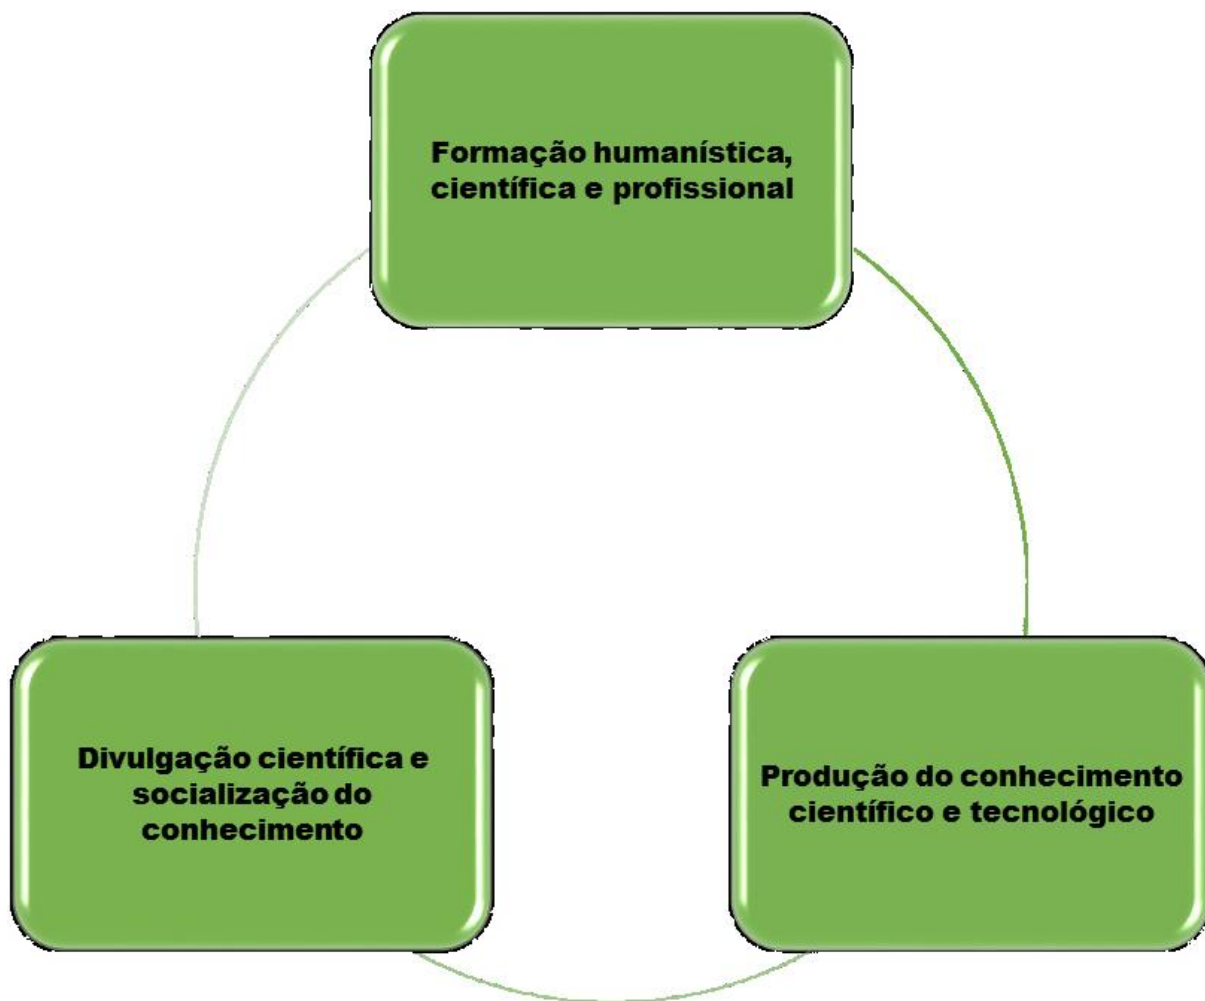 Formação humanística,
científica e profissional
Divulgação científica e
socialização do
conhecimento
Produção do conhecimento
científico e tecnológico